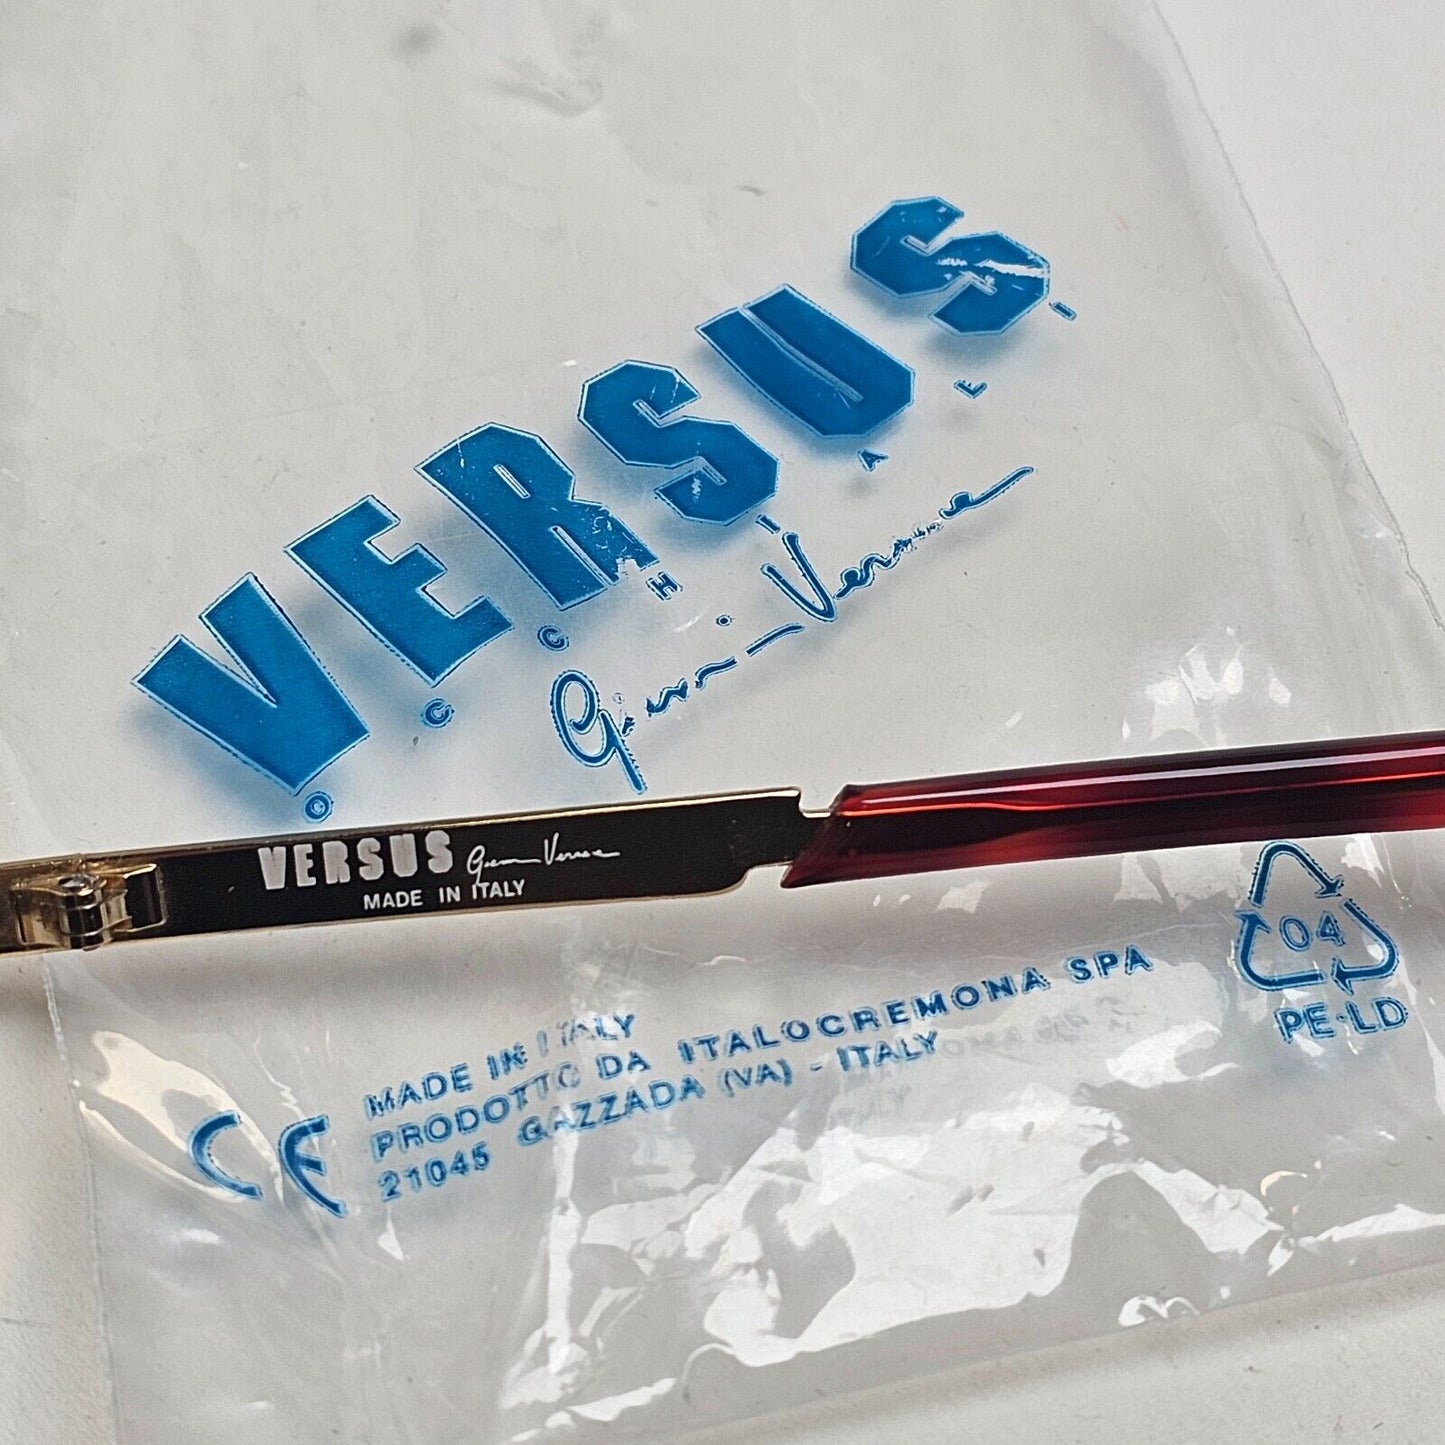 VERSUS
OCCHIALI
Gianni Versace
VERSUS Gianni Versace
MADE IN ITALY
04
PE-LD
CE
MADE IN ITALY
PRODOTTO DA ITALOCREMONA SPA
21045 GAZZADA (VA) - ITALY